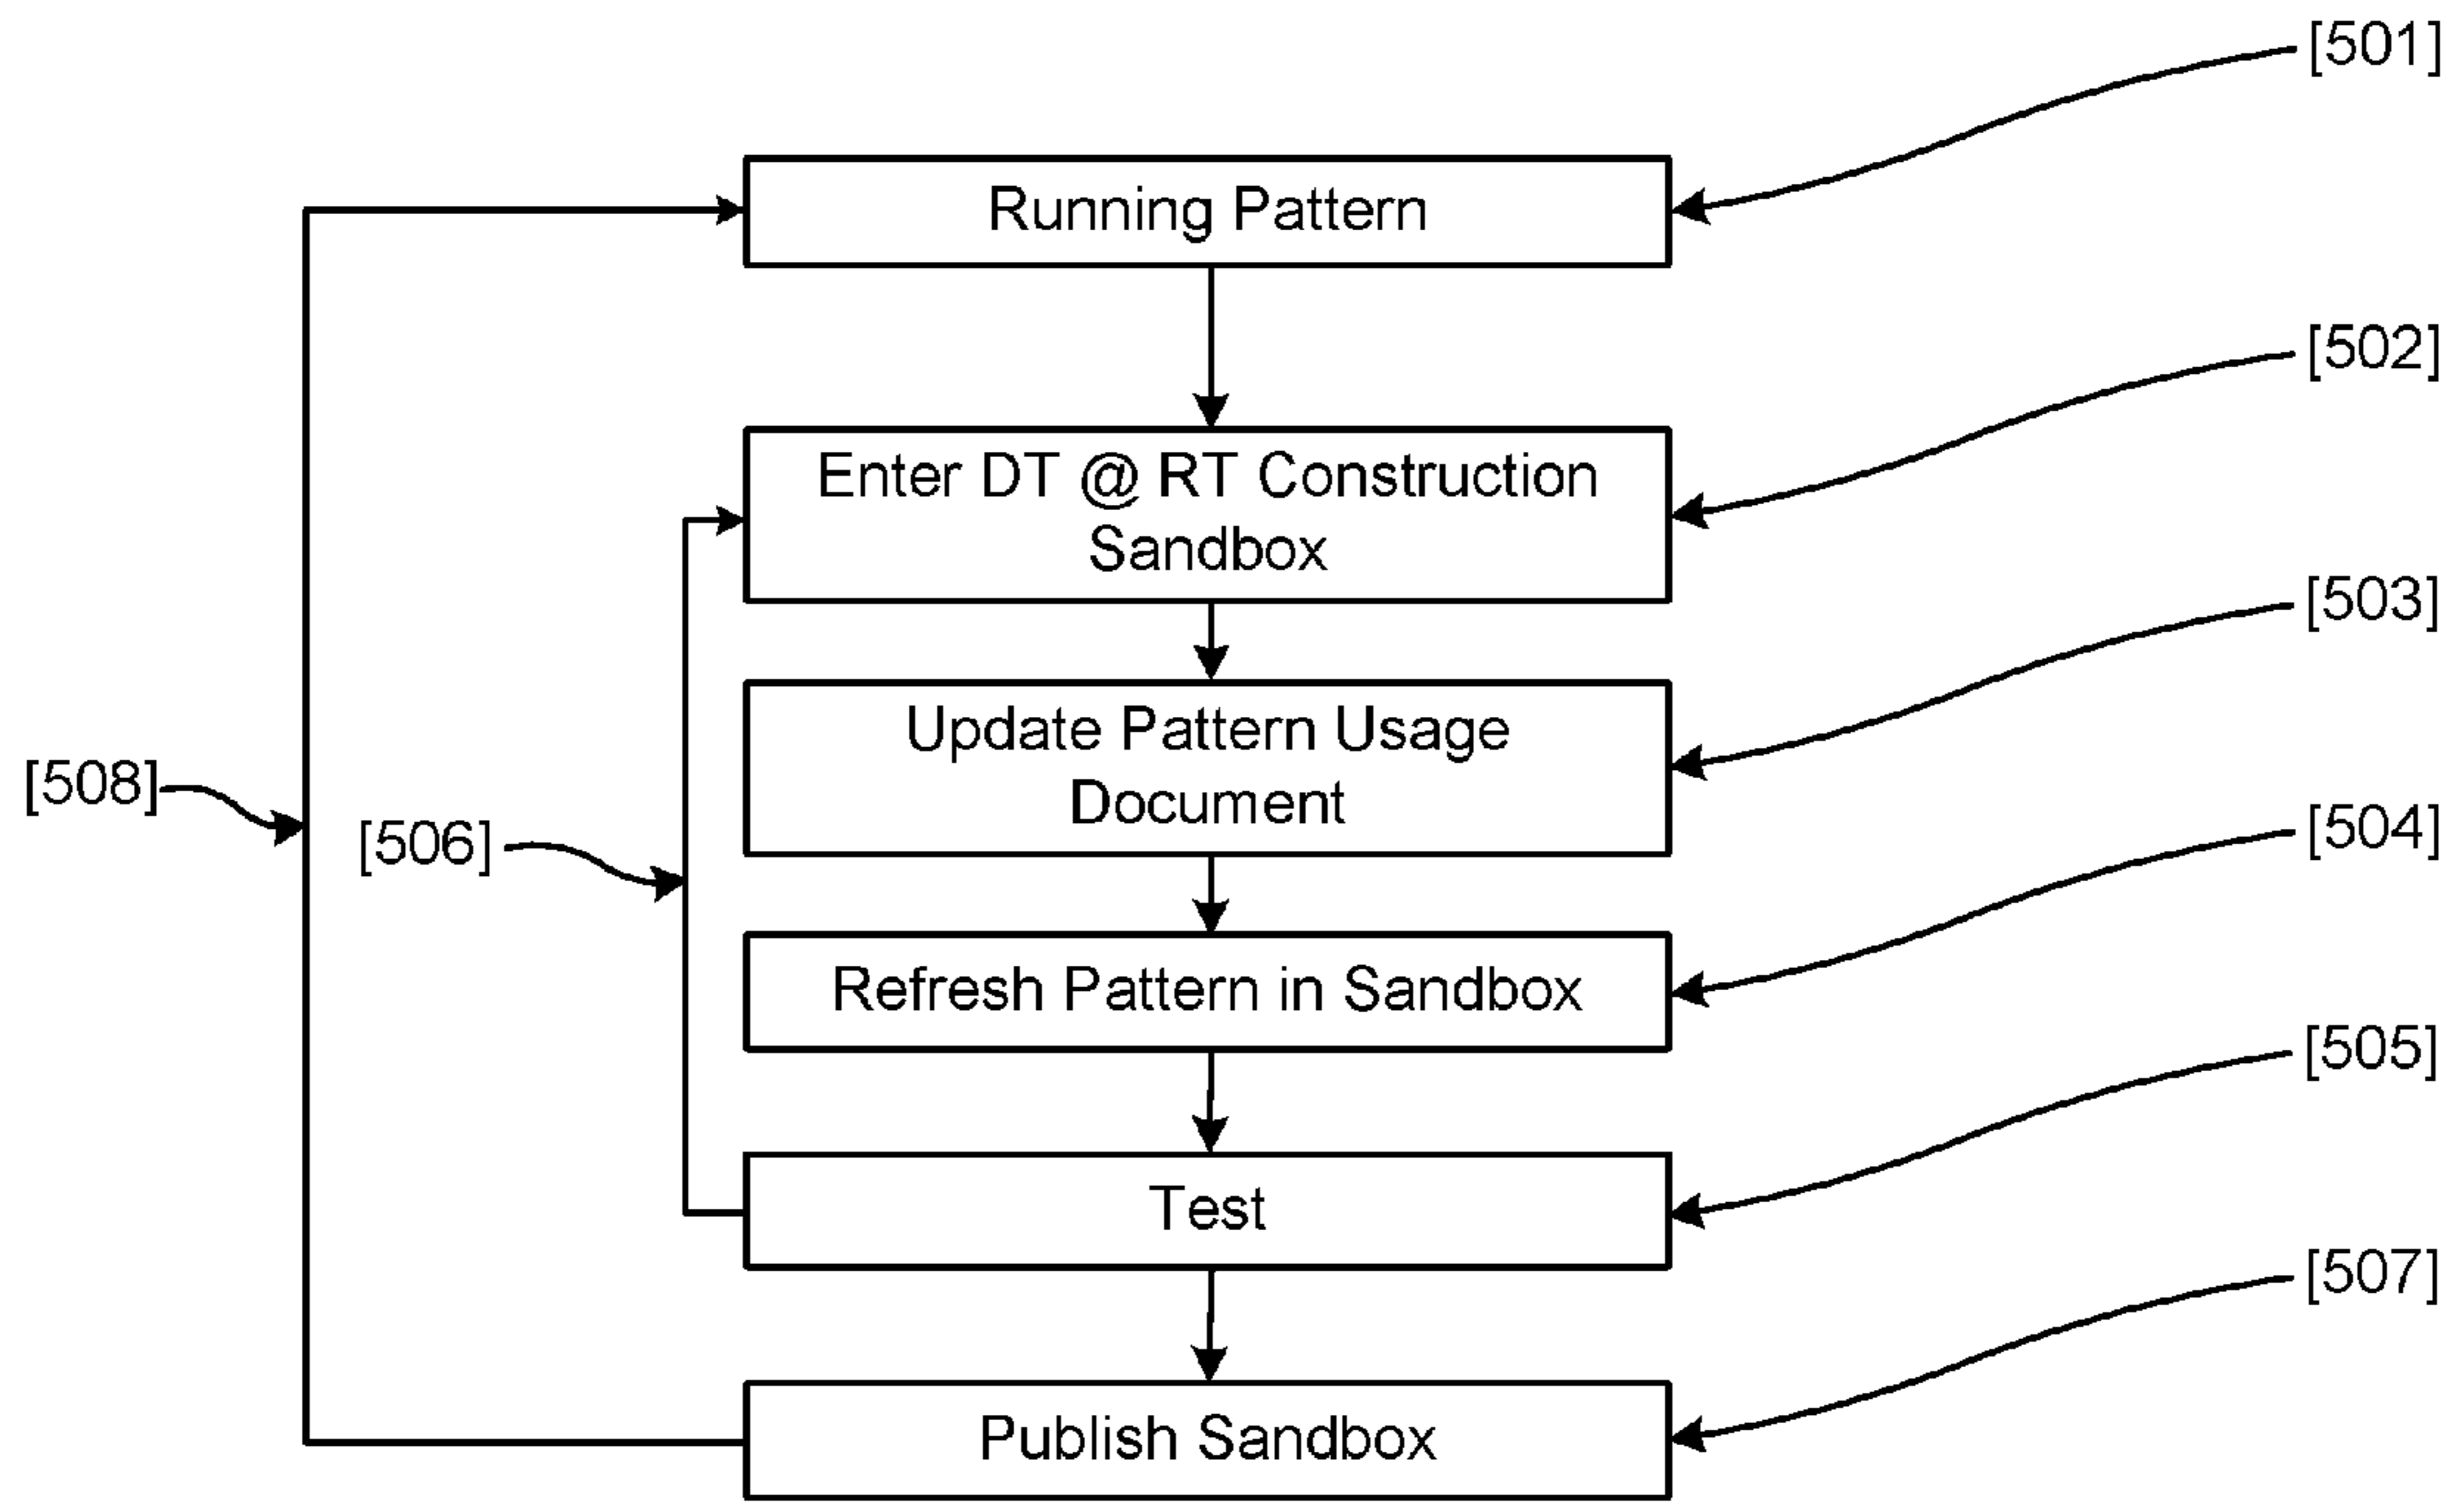 [501]
Running Pattern
[502]
Enter DT @ RT Construction
Sandbox
[503]
Update Pattern Usage
Document
[508]
[506]
[504]
Refresh Pattern in Sandbox
[505]
Test
[507]
Publish Sandbox